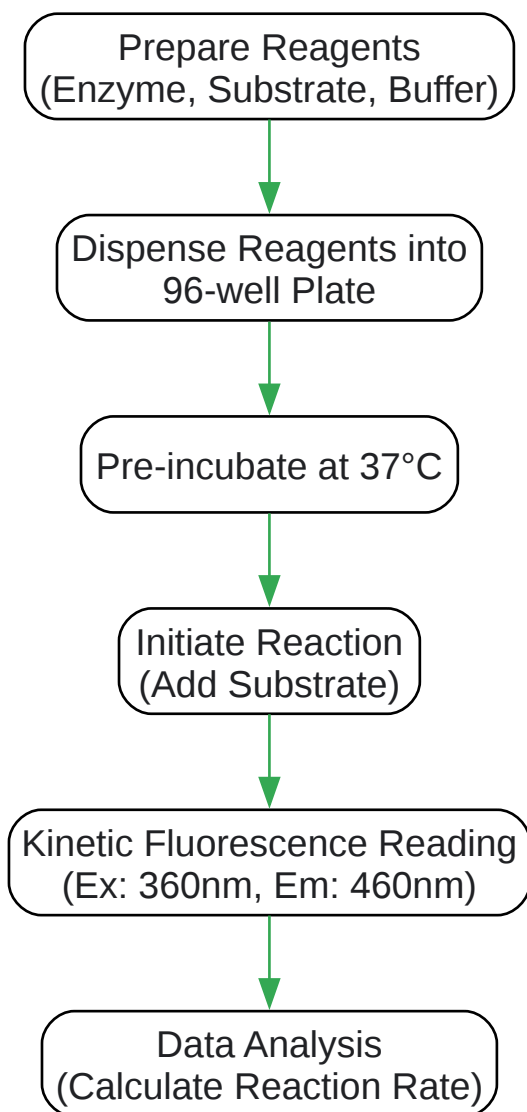 Prepare Reagents
(Enzyme, Substrate, Buffer)
Dispense Reagents into
96-well Plate
Pre-incubate at 37°C
Initiate Reaction
(Add Substrate)
Kinetic Fluorescence Reading
(Ex: 360nm, Em: 460nm)
Data Analysis
(Calculate Reaction Rate)